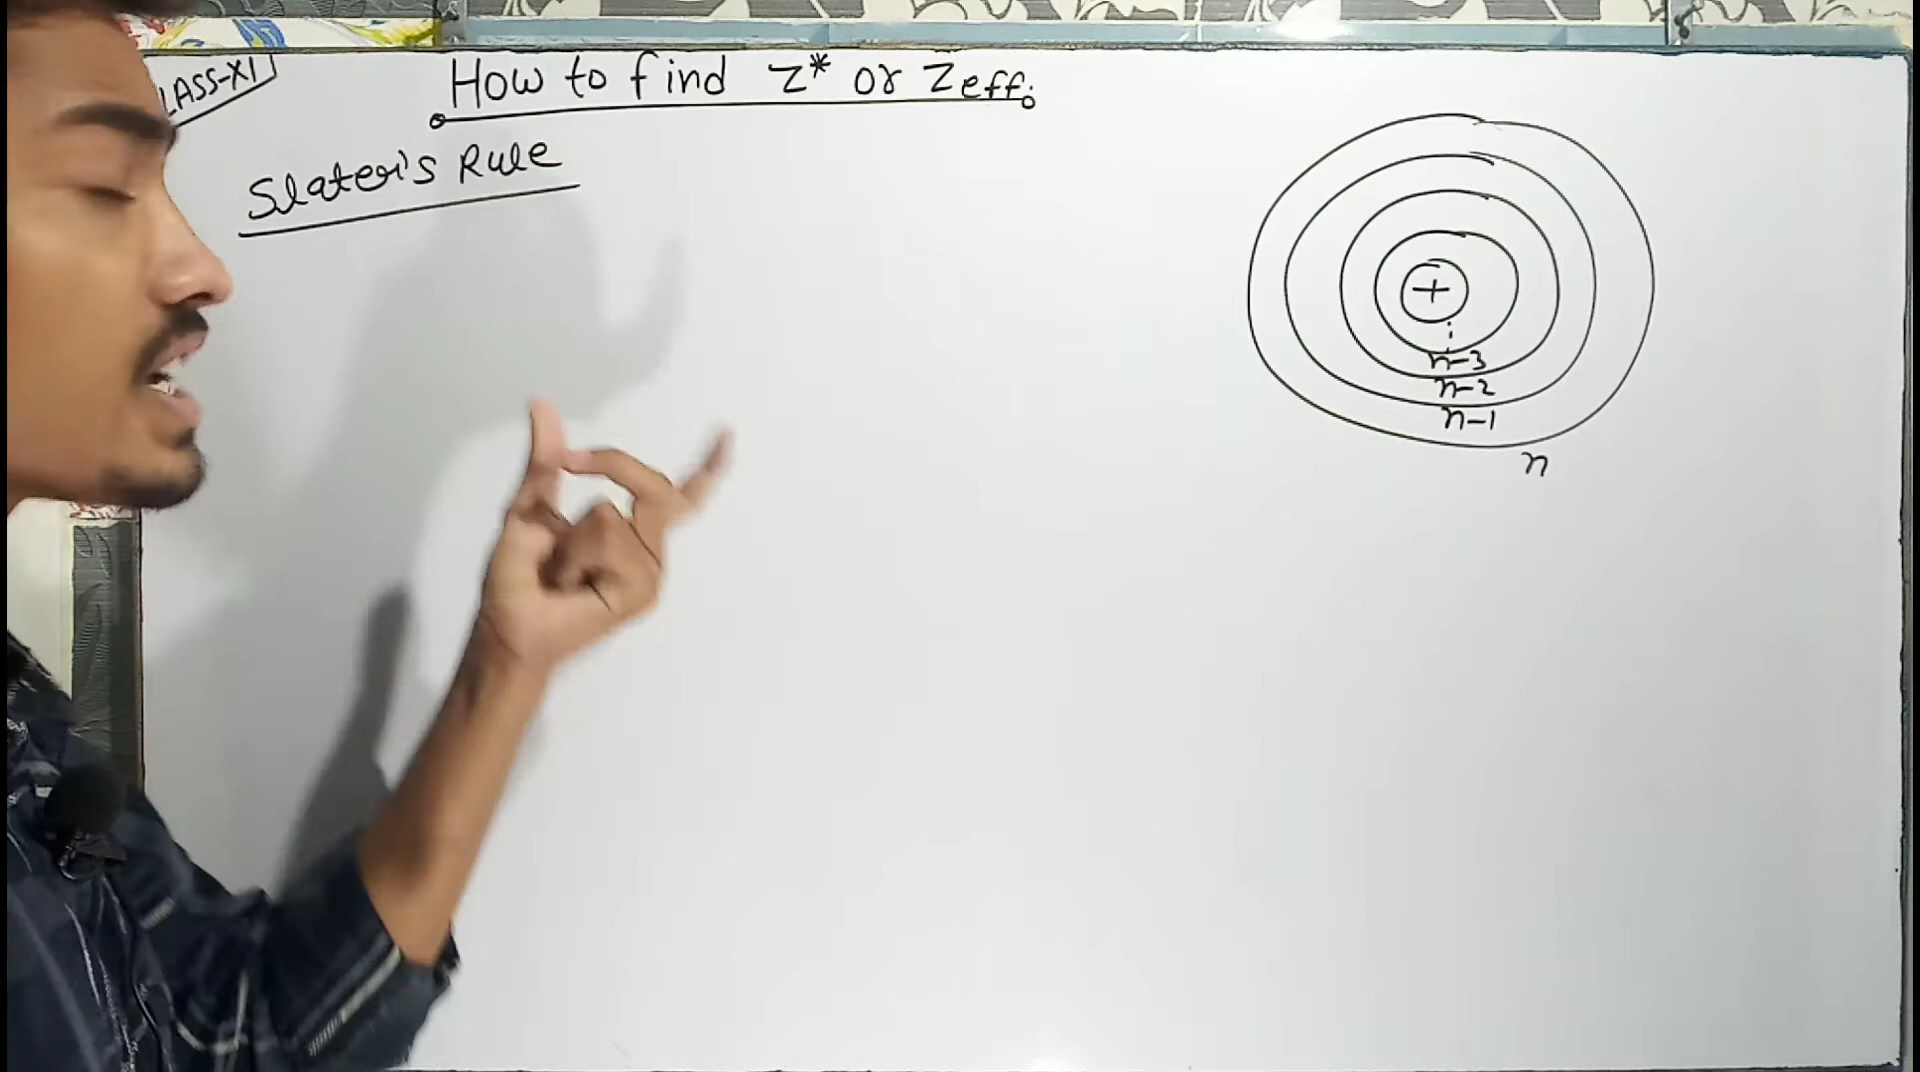 LASS-XI
How to find Z* or Zeff.
Slater's Rule
+
n-3
n-2
n-1
n